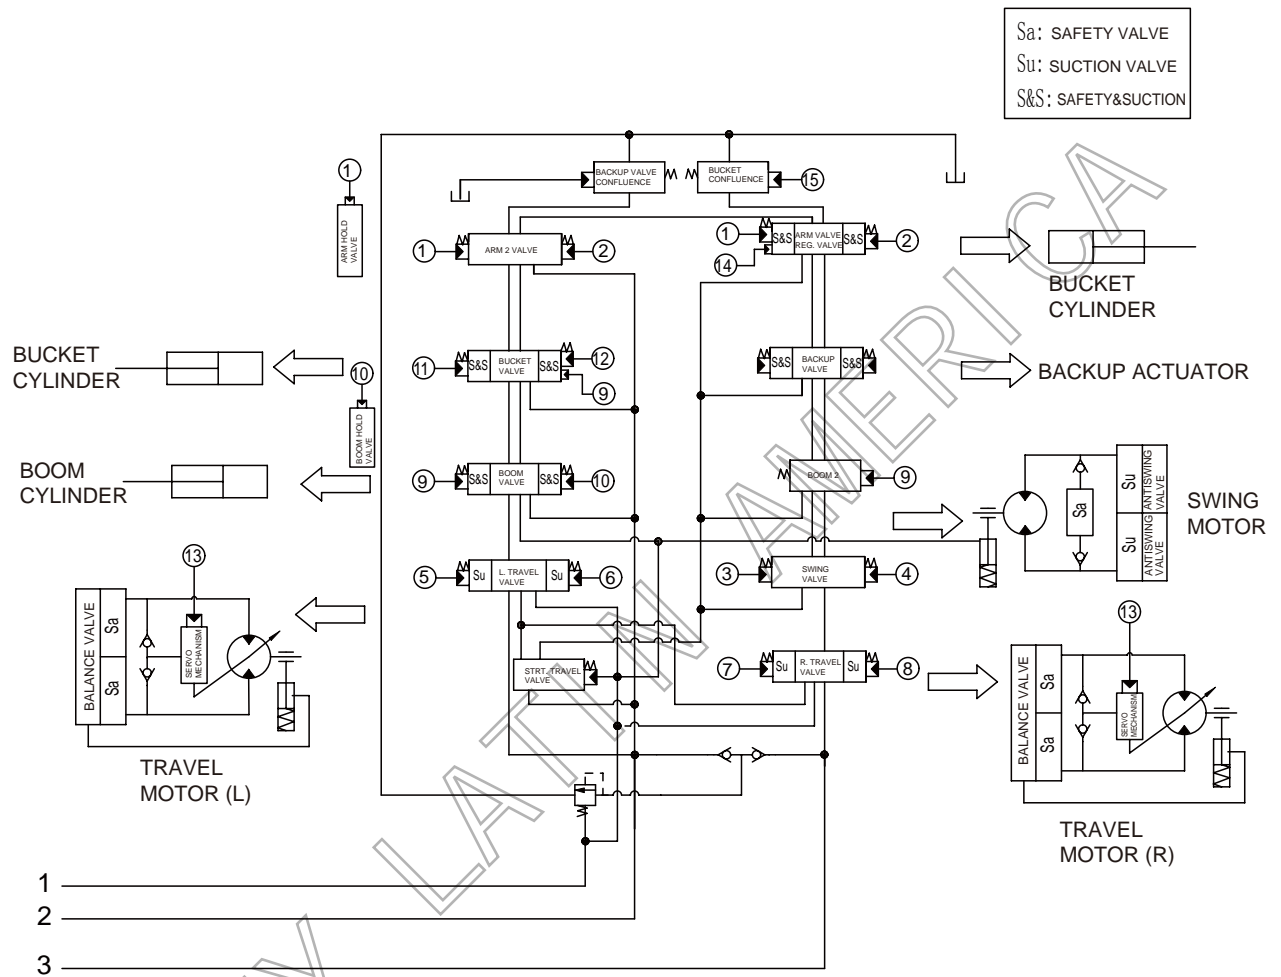 Sa: SAFETY VALVE
Su: SUCTION VALVE
S&S: SAFETY&SUCTION
BACKUP VALVE
CONFLUENCE
BUCKET
CONFLUENCE
15
1
ARM HOLD
VALVE
1
ARM 2 VALVE
2
1
14
S&S
ARM VALVE
REG. VALVE
S&S
2
BUCKET
CYLINDER
BUCKET
CYLINDER
10
BOOM HOLD
VALVE
11
S&S
BUCKET
VALVE
S&S
12
9
S&S
BACKUP
VALVE
S&S
BACKUP ACTUATOR
BOOM
CYLINDER
9
S&S
BOOM
VALVE
S&S
10
BOOM 2
9
Sa
Su
Su
ANTISWING
VALVE
ANTISWING
VALVE
SWING
MOTOR
13
5
Su
L. TRAVEL
VALVE
Su
6
3
SWING
VALVE
4
BALANCE VALVE
Sa
Sa
SERVO
MECHANISM
STRT. TRAVEL
VALVE
7
Su
R. TRAVEL
VALVE
Su
8
13
BALANCE VALVE
Sa
Sa
SERVO
MECHANISM
TRAVEL
MOTOR (L)
TRAVEL
MOTOR (R)
1
2
3
LATIN AMERICA